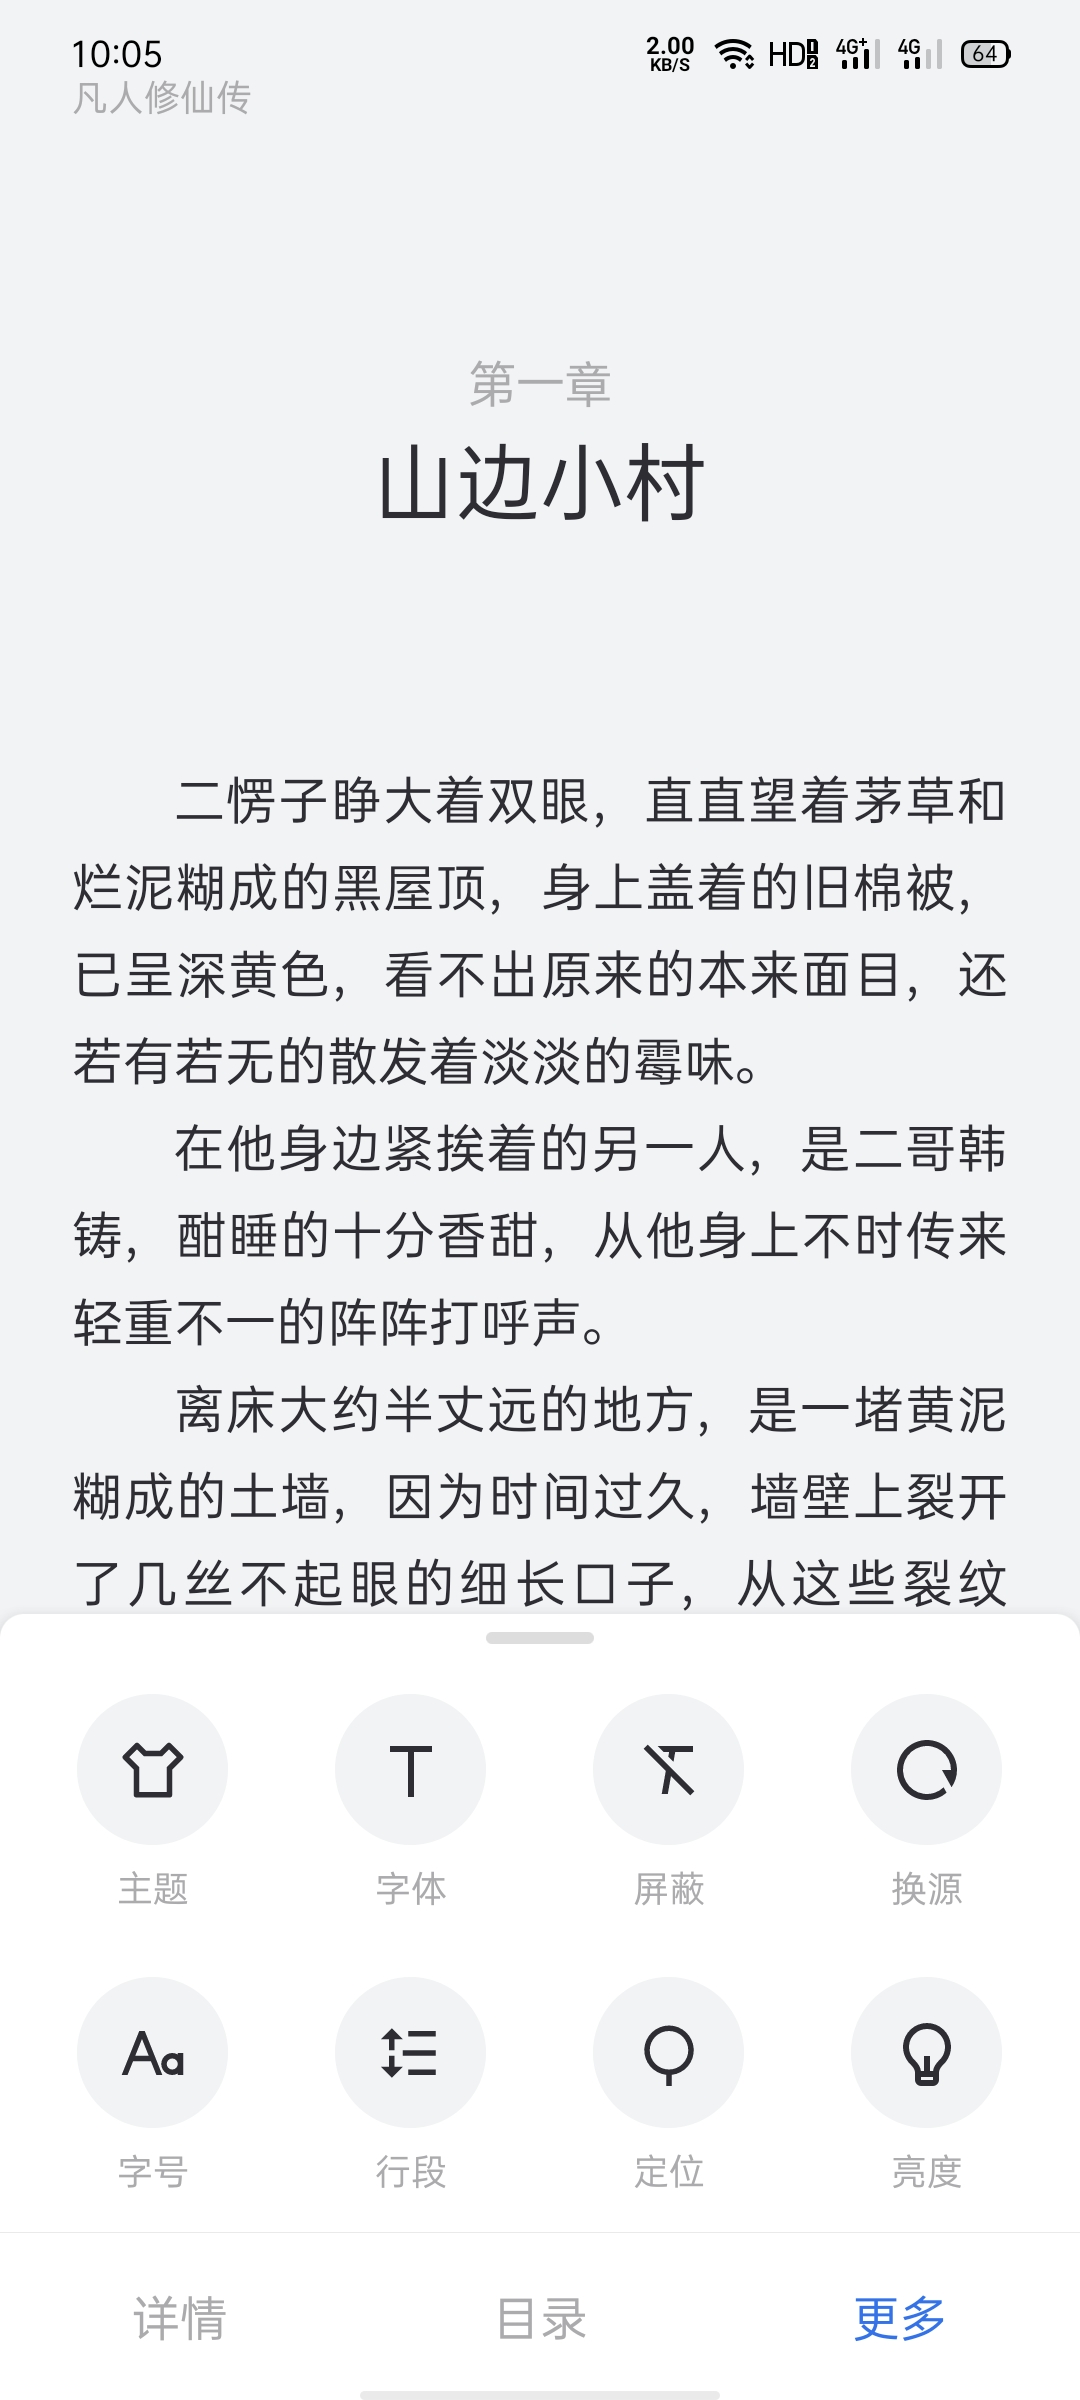 10:05
2.00 KB/S HD 1 2 4G+ 4G 64
凡人修仙传
第一章
山边小村
二愣子睁大着双眼，直直望着茅草和
烂泥糊成的黑屋顶，身上盖着的旧棉被，
已呈深黄色，看不出原来的本来面目，还
若有若无的散发着淡淡的霉味。
在他身边紧挨着的另一人，是二哥韩
铸，酣睡的十分香甜，从他身上不时传来
轻重不一的阵阵打呼声。
离床大约半丈远的地方，是一堵黄泥
糊成的土墙，因为时间过久，墙壁上裂开
了几丝不起眼的细长口子，从这些裂纹
主题 字体 屏蔽 换源
Aa
字号 行段 定位 亮度
详情 目录 更多